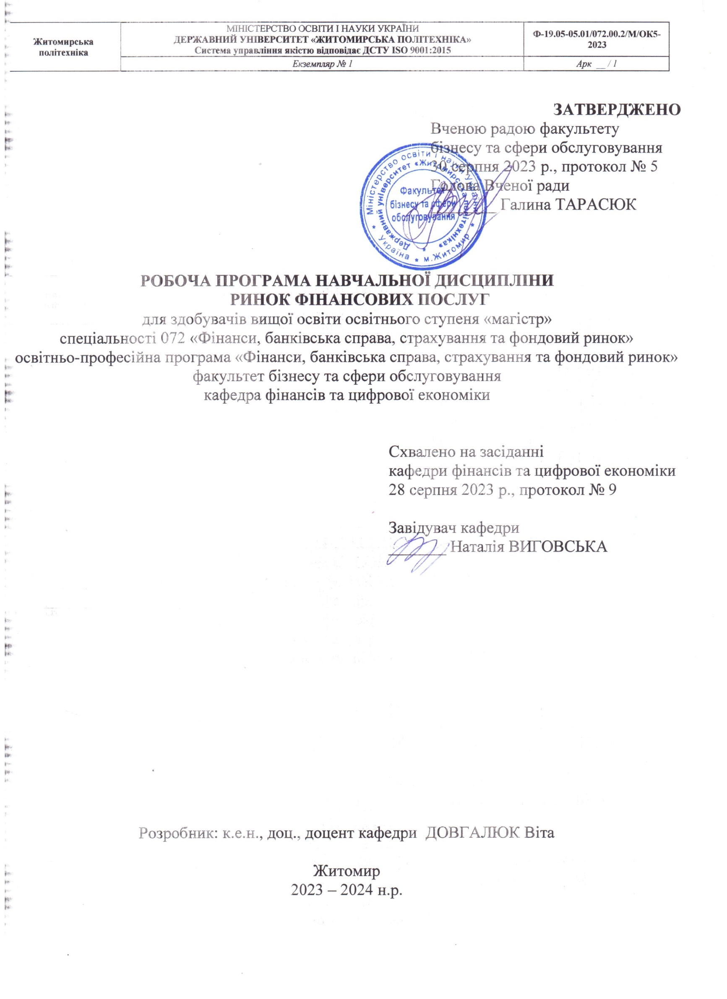 Житомирська
політехніка
МІНІСТЕРСТВО ОСВІТИ І НАУКИ УКРАЇНИ
ДЕРЖАВНИЙ УНІВЕРСИТЕТ «ЖИТОМИРСЬКА ПОЛІТЕХНІКА»
Система управління якістю відповідає ДСТУ ISO 9001:2015
Ф-19.05-05.01/072.00.2/М/ОК5-
2023
Екземпляр № 1
Арк __ / 1
ЗАТВЕРДЖЕНО
Вченою радою факультету
бізнесу та сфери обслуговування
30 серпня 2023 р., протокол № 5
Голова Вченої ради
________ Галина ТАРАСЮК
Міністерство освіти і науки України
Державний університет «Житомирська політехніка»
Факультет
бізнесу та сфери
обслуговування
Україна * м.Житомир
РОБОЧА ПРОГРАМА НАВЧАЛЬНОЇ ДИСЦИПЛІНИ
РИНОК ФІНАНСОВИХ ПОСЛУГ
для здобувачів вищої освіти освітнього ступеня «магістр»
спеціальності 072 «Фінанси, банківська справа, страхування та фондовий ринок»
освітньо-професійна програма «Фінанси, банківська справа, страхування та фондовий ринок»
факультет бізнесу та сфери обслуговування
кафедра фінансів та цифрової економіки
Схвалено на засіданні
кафедри фінансів та цифрової економіки
28 серпня 2023 р., протокол № 9
Завідувач кафедри
_______ Наталія ВИГОВСЬКА
Розробник: к.е.н., доц., доцент кафедри ДОВГАЛЮК Віта
Житомир
2023 – 2024 н.р.